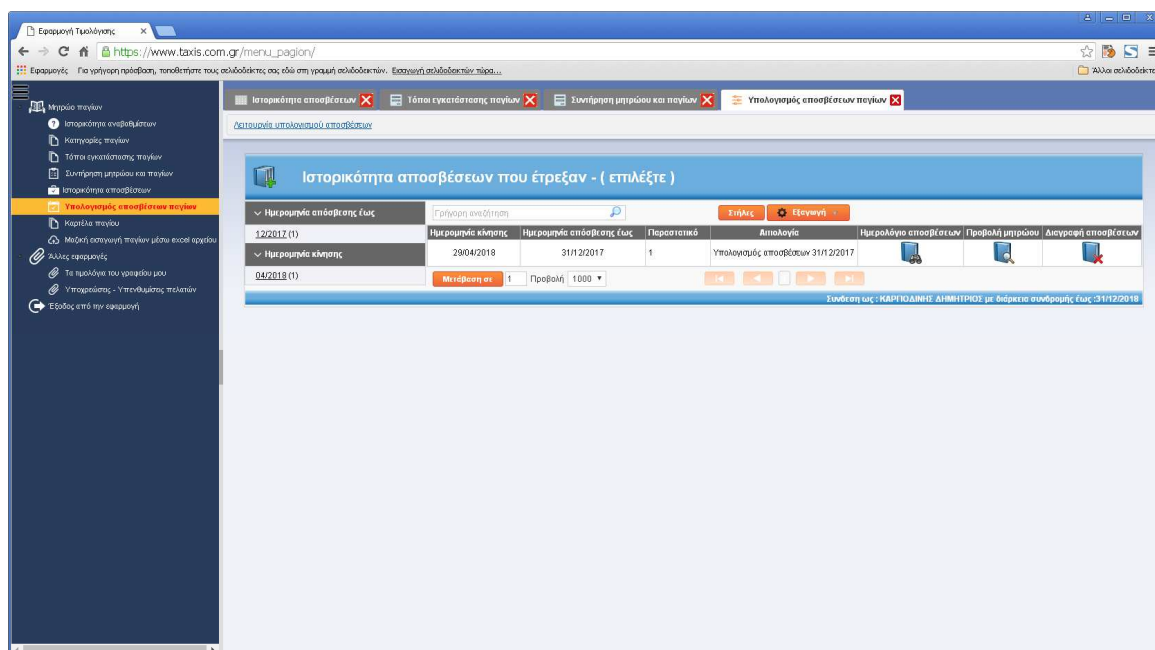 Εφαρμογή Τιμολόγησης
https://www.taxis.com.gr/menu_pagion/
Εφαρμογές Για γρήγορη πρόσβαση, τοποθετήστε τους σελιδοδείκτες σας εδώ στη γραμμή σελιδοδεικτών. Εισαγωγή σελιδοδεικτών τώρα...
Άλλοι σελιδοδείκτε
Μητρώο παγίων
Ιστορικότητα αναβαθμίσεων
Κατηγορίες παγίων
Τόποι εγκατάστασης παγίων
Συντήρηση μητρώου και παγίων
Ιστορικότητα αποσβέσεων
Υπολογισμός αποσβέσεων παγίων
Καρτέλα παγίου
Μαζική εισαγωγή παγίων μέσω excel αρχείου
Άλλες εφαρμογές
Τα τιμολόγια του γραφείου μου
Υποχρεώσεις - Υπενθυμίσεις πελατών
Έξοδος από την εφαρμογή
Ιστορικότητα αποσβέσεων Τόποι εγκατάστασης παγίων Συντήρηση μητρώου και παγίων Υπολογισμός αποσβέσεων παγίων
Λειτουργία υπολογισμού αποσβέσεων
Ιστορικότητα αποσβέσεων που έτρεξαν - ( επιλέξτε )
Ημερομηνία απόσβεσης έως
12/2017 (1)
Ημερομηνία κίνησης
04/2018 (1)
Γρήγορη αναζήτηση Στήλες Εξαγωγή
Ημερομηνία κίνησης Ημερομηνία απόσβεσης έως Παραστατικό Αιτιολογία Ημερολόγιο αποσβέσεων Προβολή μητρώου Διαγραφή αποσβέσεων
29/04/2018 31/12/2017 1 Υπολογισμός αποσβέσεων 31/12/2017
Μετάβαση σε 1 Προβολή 1000
Συνδεση ως : ΚΑΡΓΙΟΔΙΝΗΣ ΔΗΜΗΤΡΙΟΣ με διάρκεια συνδρομής έως :31/12/2018